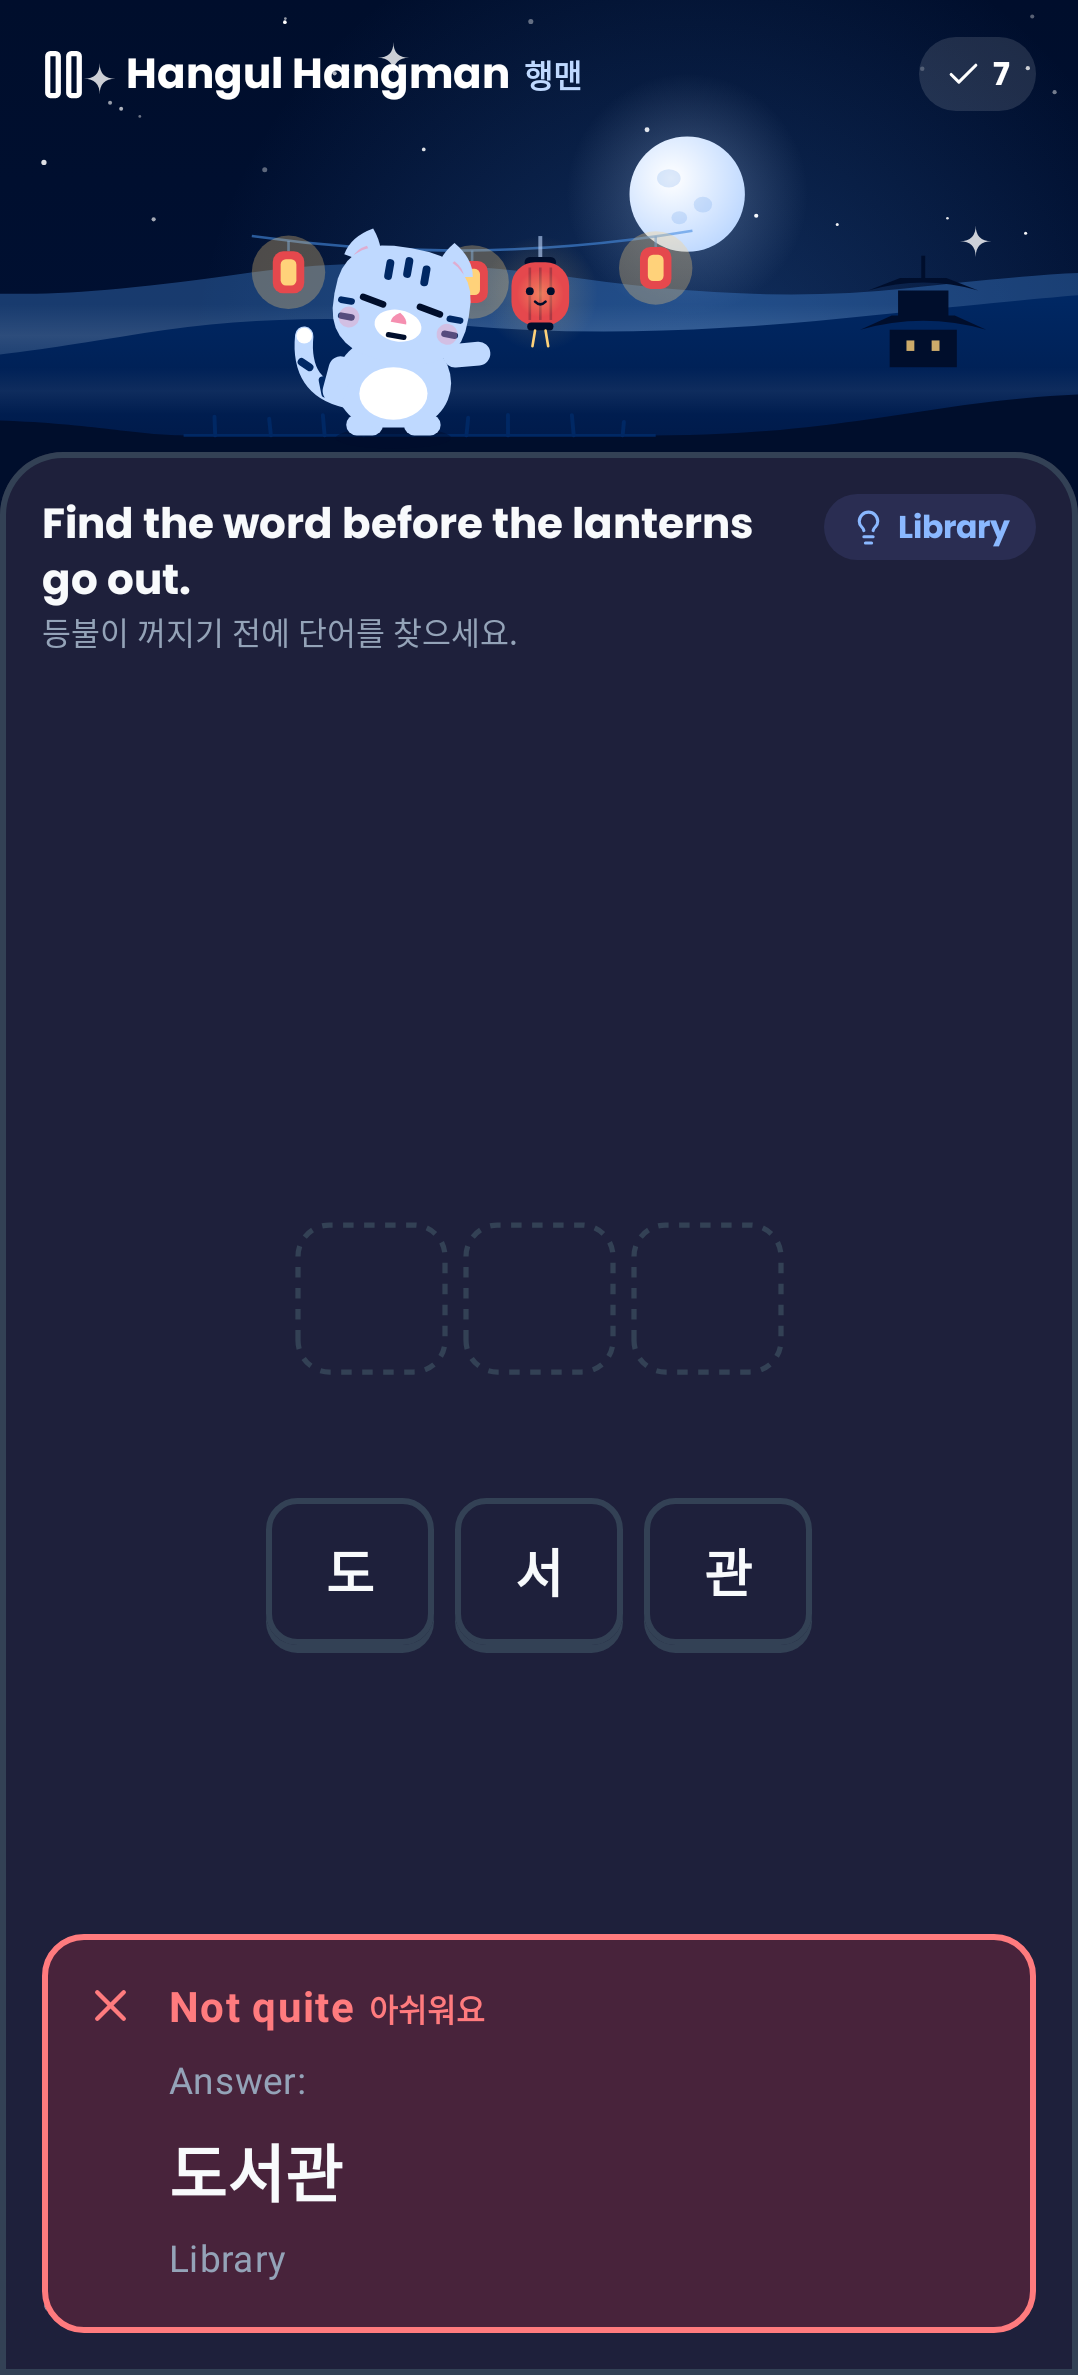 Hangul Hangman 행맨
7
Find the word before the lanterns
go out.
Library
등불이 꺼지기 전에 단어를 찾으세요.
도 서 관
Not quite 아쉬워요
Answer:
도서관
Library